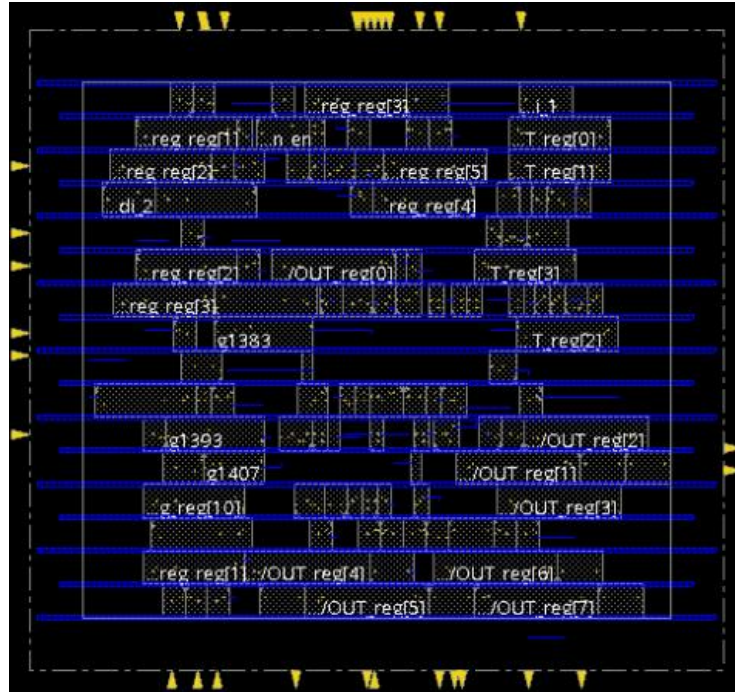 reg_reg[3] i_1
..reg_reg[1] ..n_en ..T_reg[0]
..reg_reg[2] ..reg_reg[5] ..T_reg[1]
..di_2 reg_reg[4]
..reg_reg[2] ../OUT_reg[0] ..T_reg[3]
..reg_reg[3]
g1383 ..T_reg[2]
g1393 ../OUT_reg[2]
g1407 ../OUT_reg[1]
..g_reg[10] ../OUT_reg[3]
..reg_reg[1] ../OUT_reg[4] ../OUT_reg[6]
../OUT_reg[5] ../OUT_reg[7]